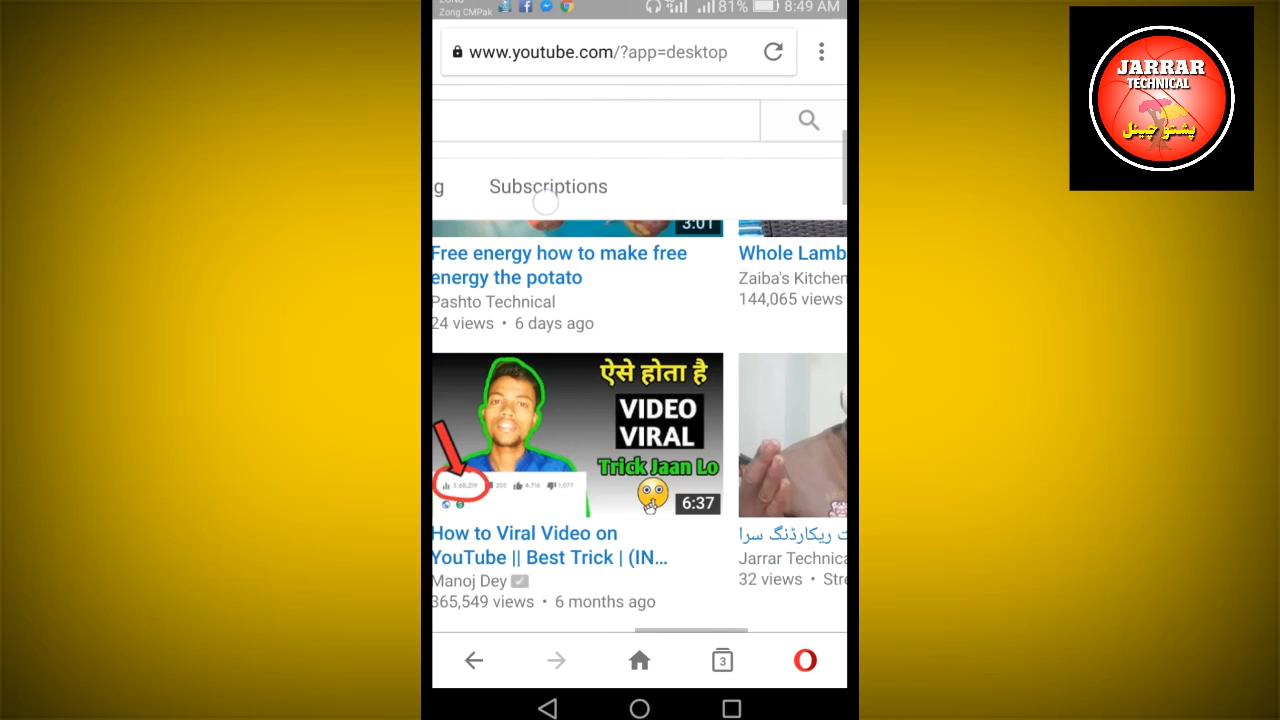 Zong CMPak
81%
8:49 AM
www.youtube.com/?app=desktop
JARRAR
TECHNICAL
پشتو چینل
g
Subscriptions
3:01
Free energy how to make free
energy the potato
Pashto Technical
24 views • 6 days ago
Whole Lamb
Zaiba's Kitchen
144,065 views
ऐसे होता है
VIDEO
VIRAL
Trick Jaan Lo
6:37
How to Viral Video on
YouTube || Best Trick | (IN...
Manoj Dey
365,549 views • 6 months ago
ت ریکارڈنگ سرا
Jarrar Technica
32 views • Stre
3